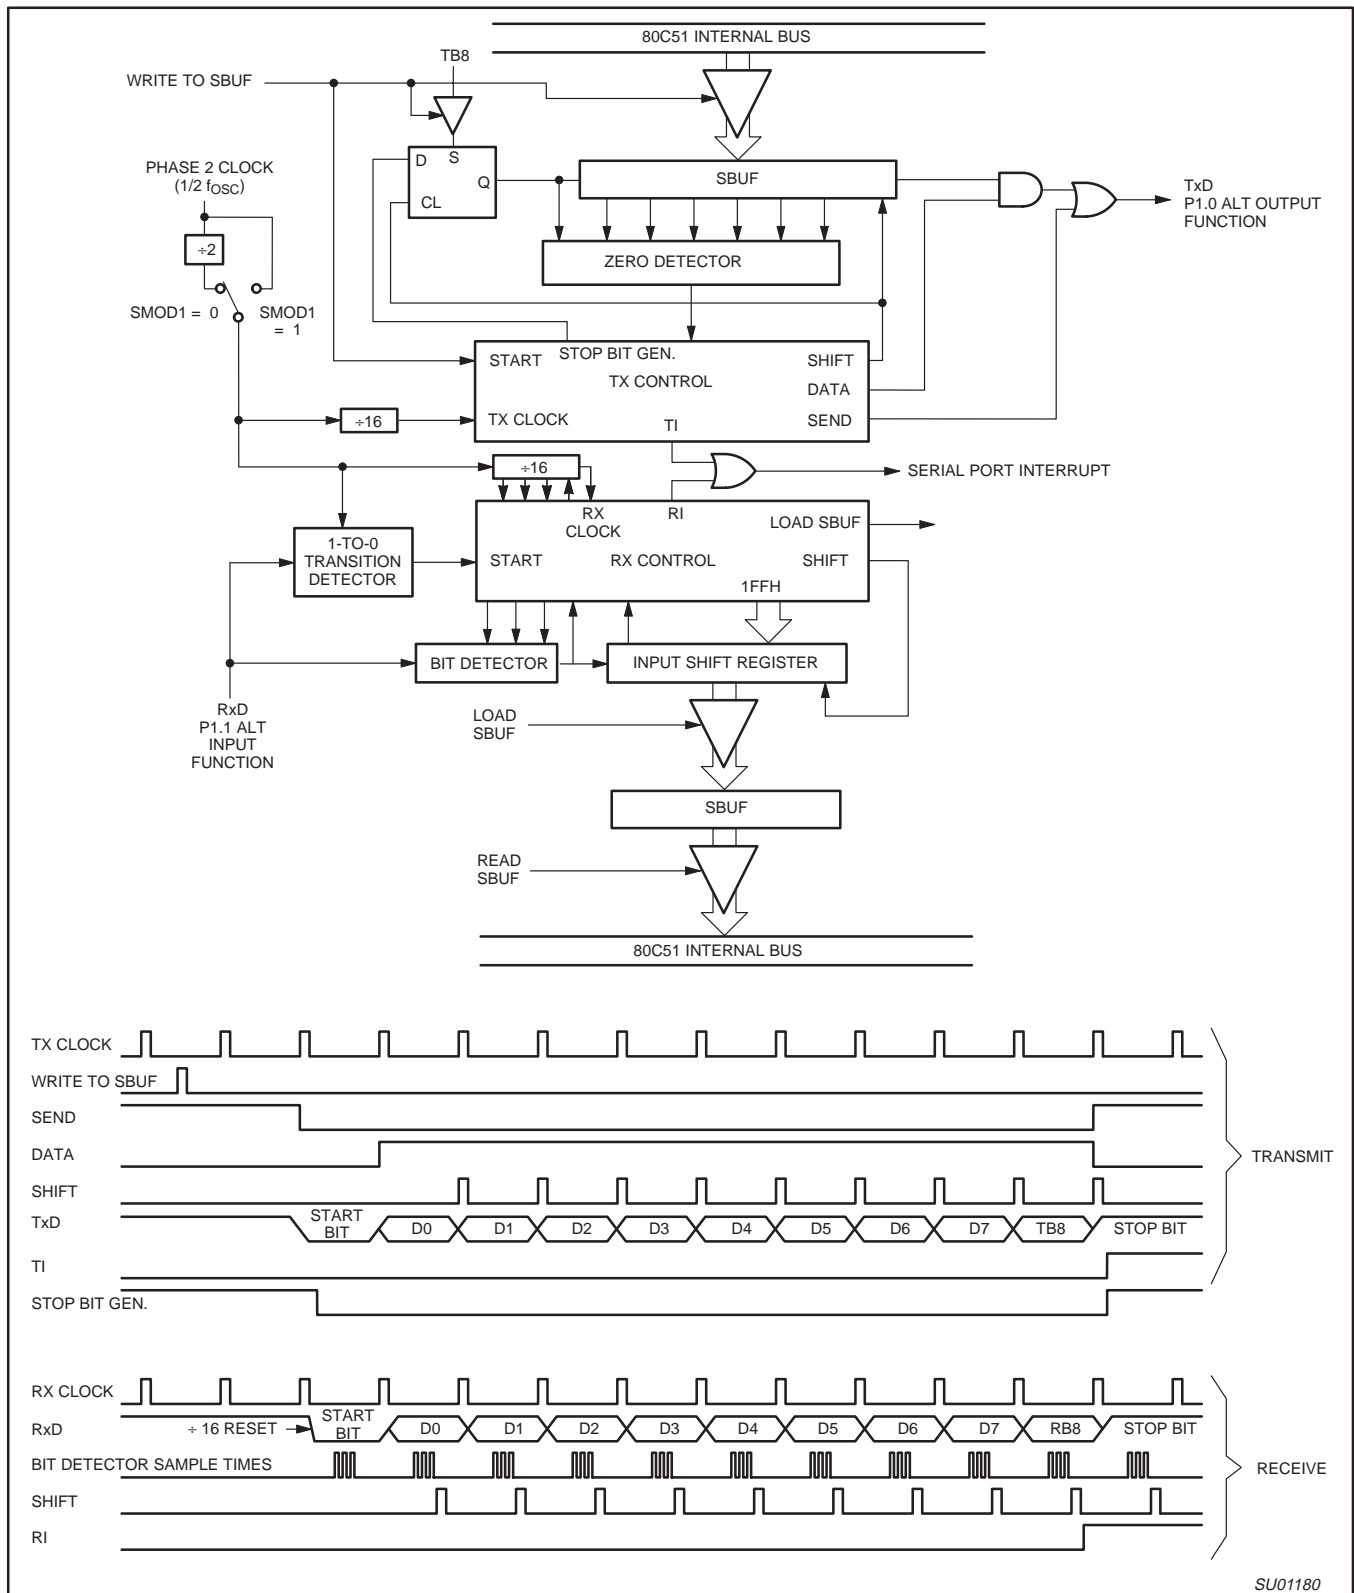 80C51 INTERNAL BUS
TB8
WRITE TO SBUF
D
S
Q
CL
PHASE 2 CLOCK
(1/2 fOSC)
÷2
SMOD1 = 0
SMOD1
= 1
SBUF
ZERO DETECTOR
TxD
P1.0 ALT OUTPUT
FUNCTION
START
STOP BIT GEN.
TX CONTROL
SHIFT
DATA
SEND
TX CLOCK
TI
÷16
÷16
SERIAL PORT INTERRUPT
1-TO-0
TRANSITION
DETECTOR
RX
CLOCK
RI
LOAD SBUF
START
RX CONTROL
SHIFT
1FFH
BIT DETECTOR
INPUT SHIFT REGISTER
RxD
P1.1 ALT
INPUT
FUNCTION
LOAD
SBUF
SBUF
READ
SBUF
80C51 INTERNAL BUS
TX CLOCK
WRITE TO SBUF
SEND
DATA
SHIFT
TxD
START
BIT
D0 D1 D2 D3 D4 D5 D6 D7 TB8 STOP BIT
TI
STOP BIT GEN.
TRANSMIT
RX CLOCK
RxD
÷ 16 RESET
START
BIT
D0 D1 D2 D3 D4 D5 D6 D7 RB8 STOP BIT
BIT DETECTOR SAMPLE TIMES
SHIFT
RI
RECEIVE
SU01180